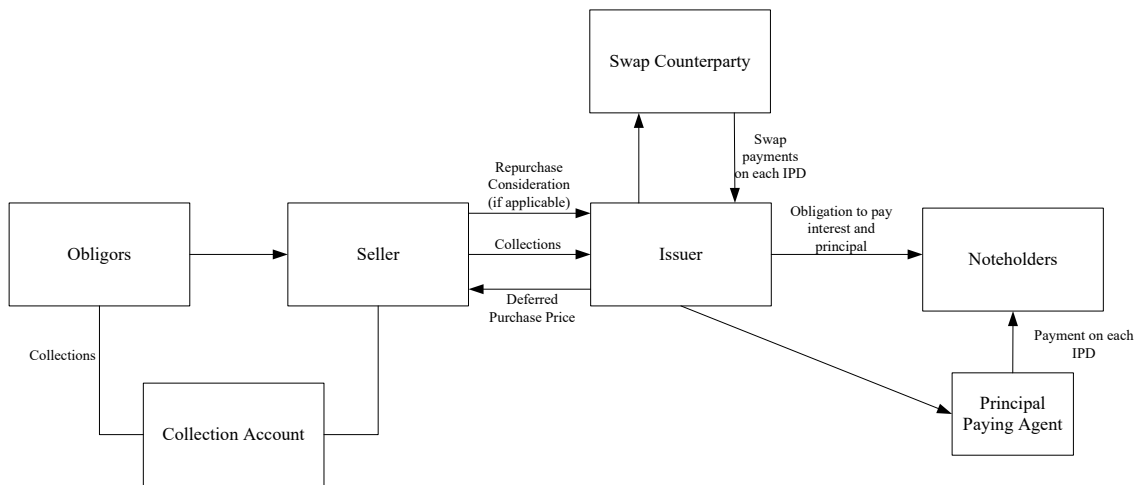 Swap Counterparty
Swap
payments
on each IPD
Repurchase
Consideration
(if applicable)
Obligation to pay
interest and
principal
Obligors
Seller
Collections
Issuer
Noteholders
Deferred
Purchase Price
Collections
Payment on each
IPD
Principal
Paying Agent
Collection Account